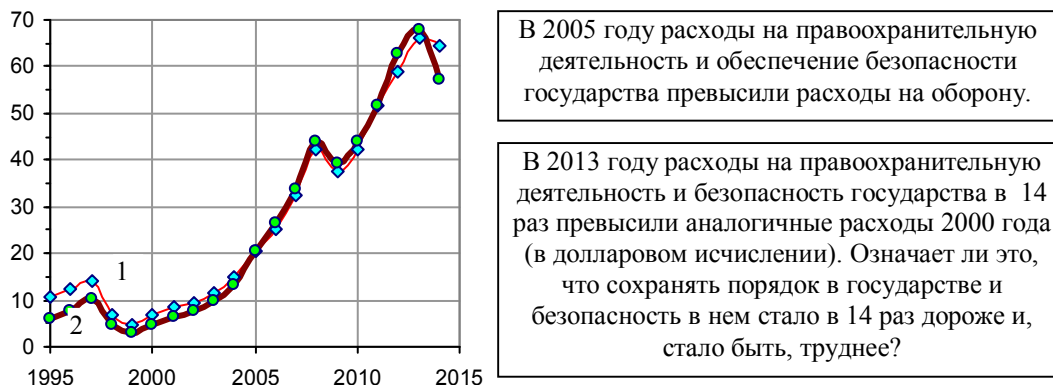 70
60
50
40
30
20
10
0
1
2
1995 2000 2005 2010 2015
В 2005 году расходы на правоохранительную
деятельность и обеспечение безопасности
государства превысили расходы на оборону.
В 2013 году расходы на правоохранительную
деятельность и безопасность государства в 14
раз превысили аналогичные расходы 2000 года
(в долларовом исчислении). Означает ли это,
что сохранять порядок в государстве и
безопасность в нем стало в 14 раз дороже и,
стало быть, труднее?